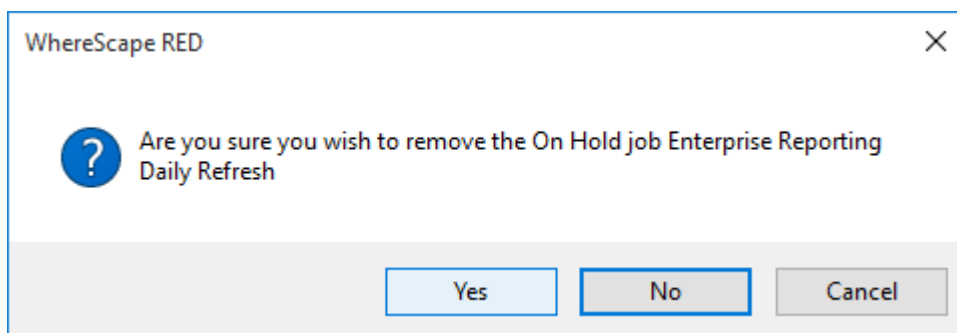 WhereScape RED
Are you sure you wish to remove the On Hold job Enterprise Reporting
Daily Refresh
Yes
No
Cancel